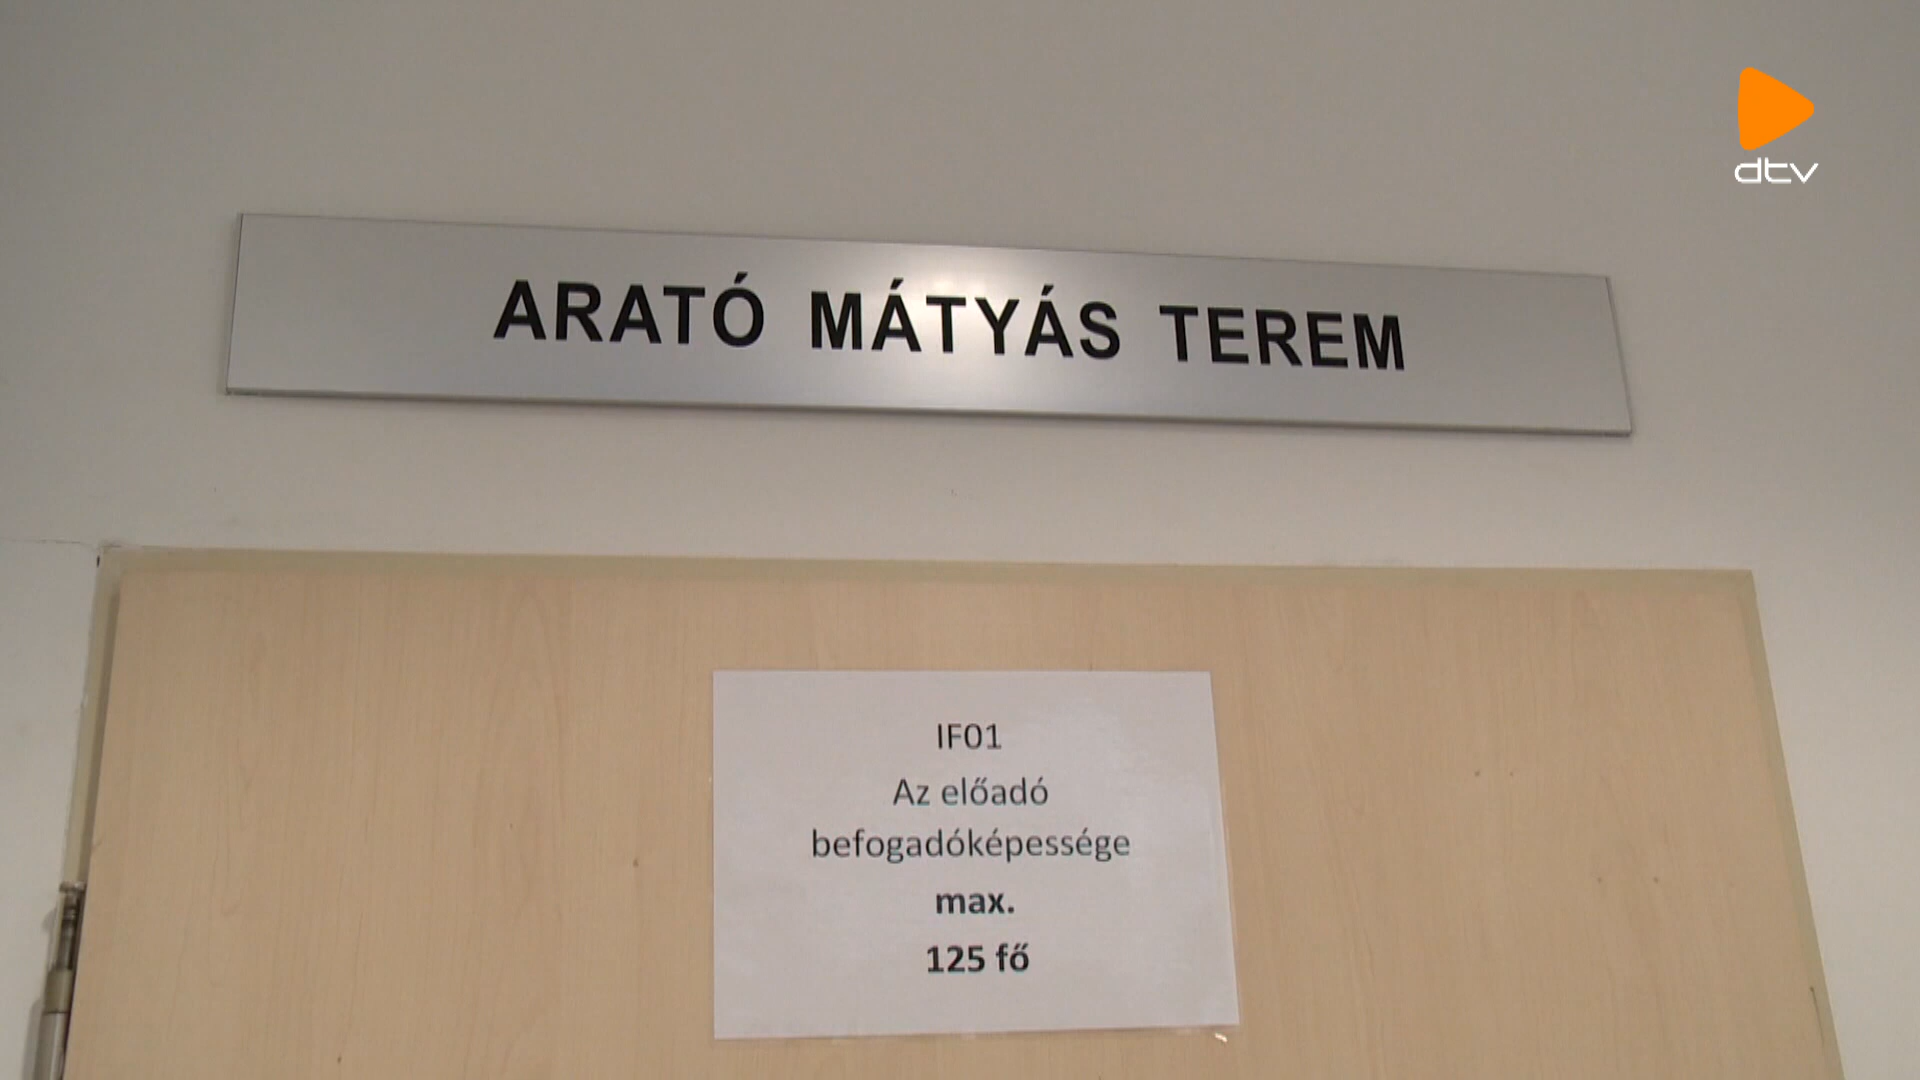 dtv
ARATÓ MÁTYÁS TEREM
IF01
Az előadó
befogadóképessége
max.
125 fő